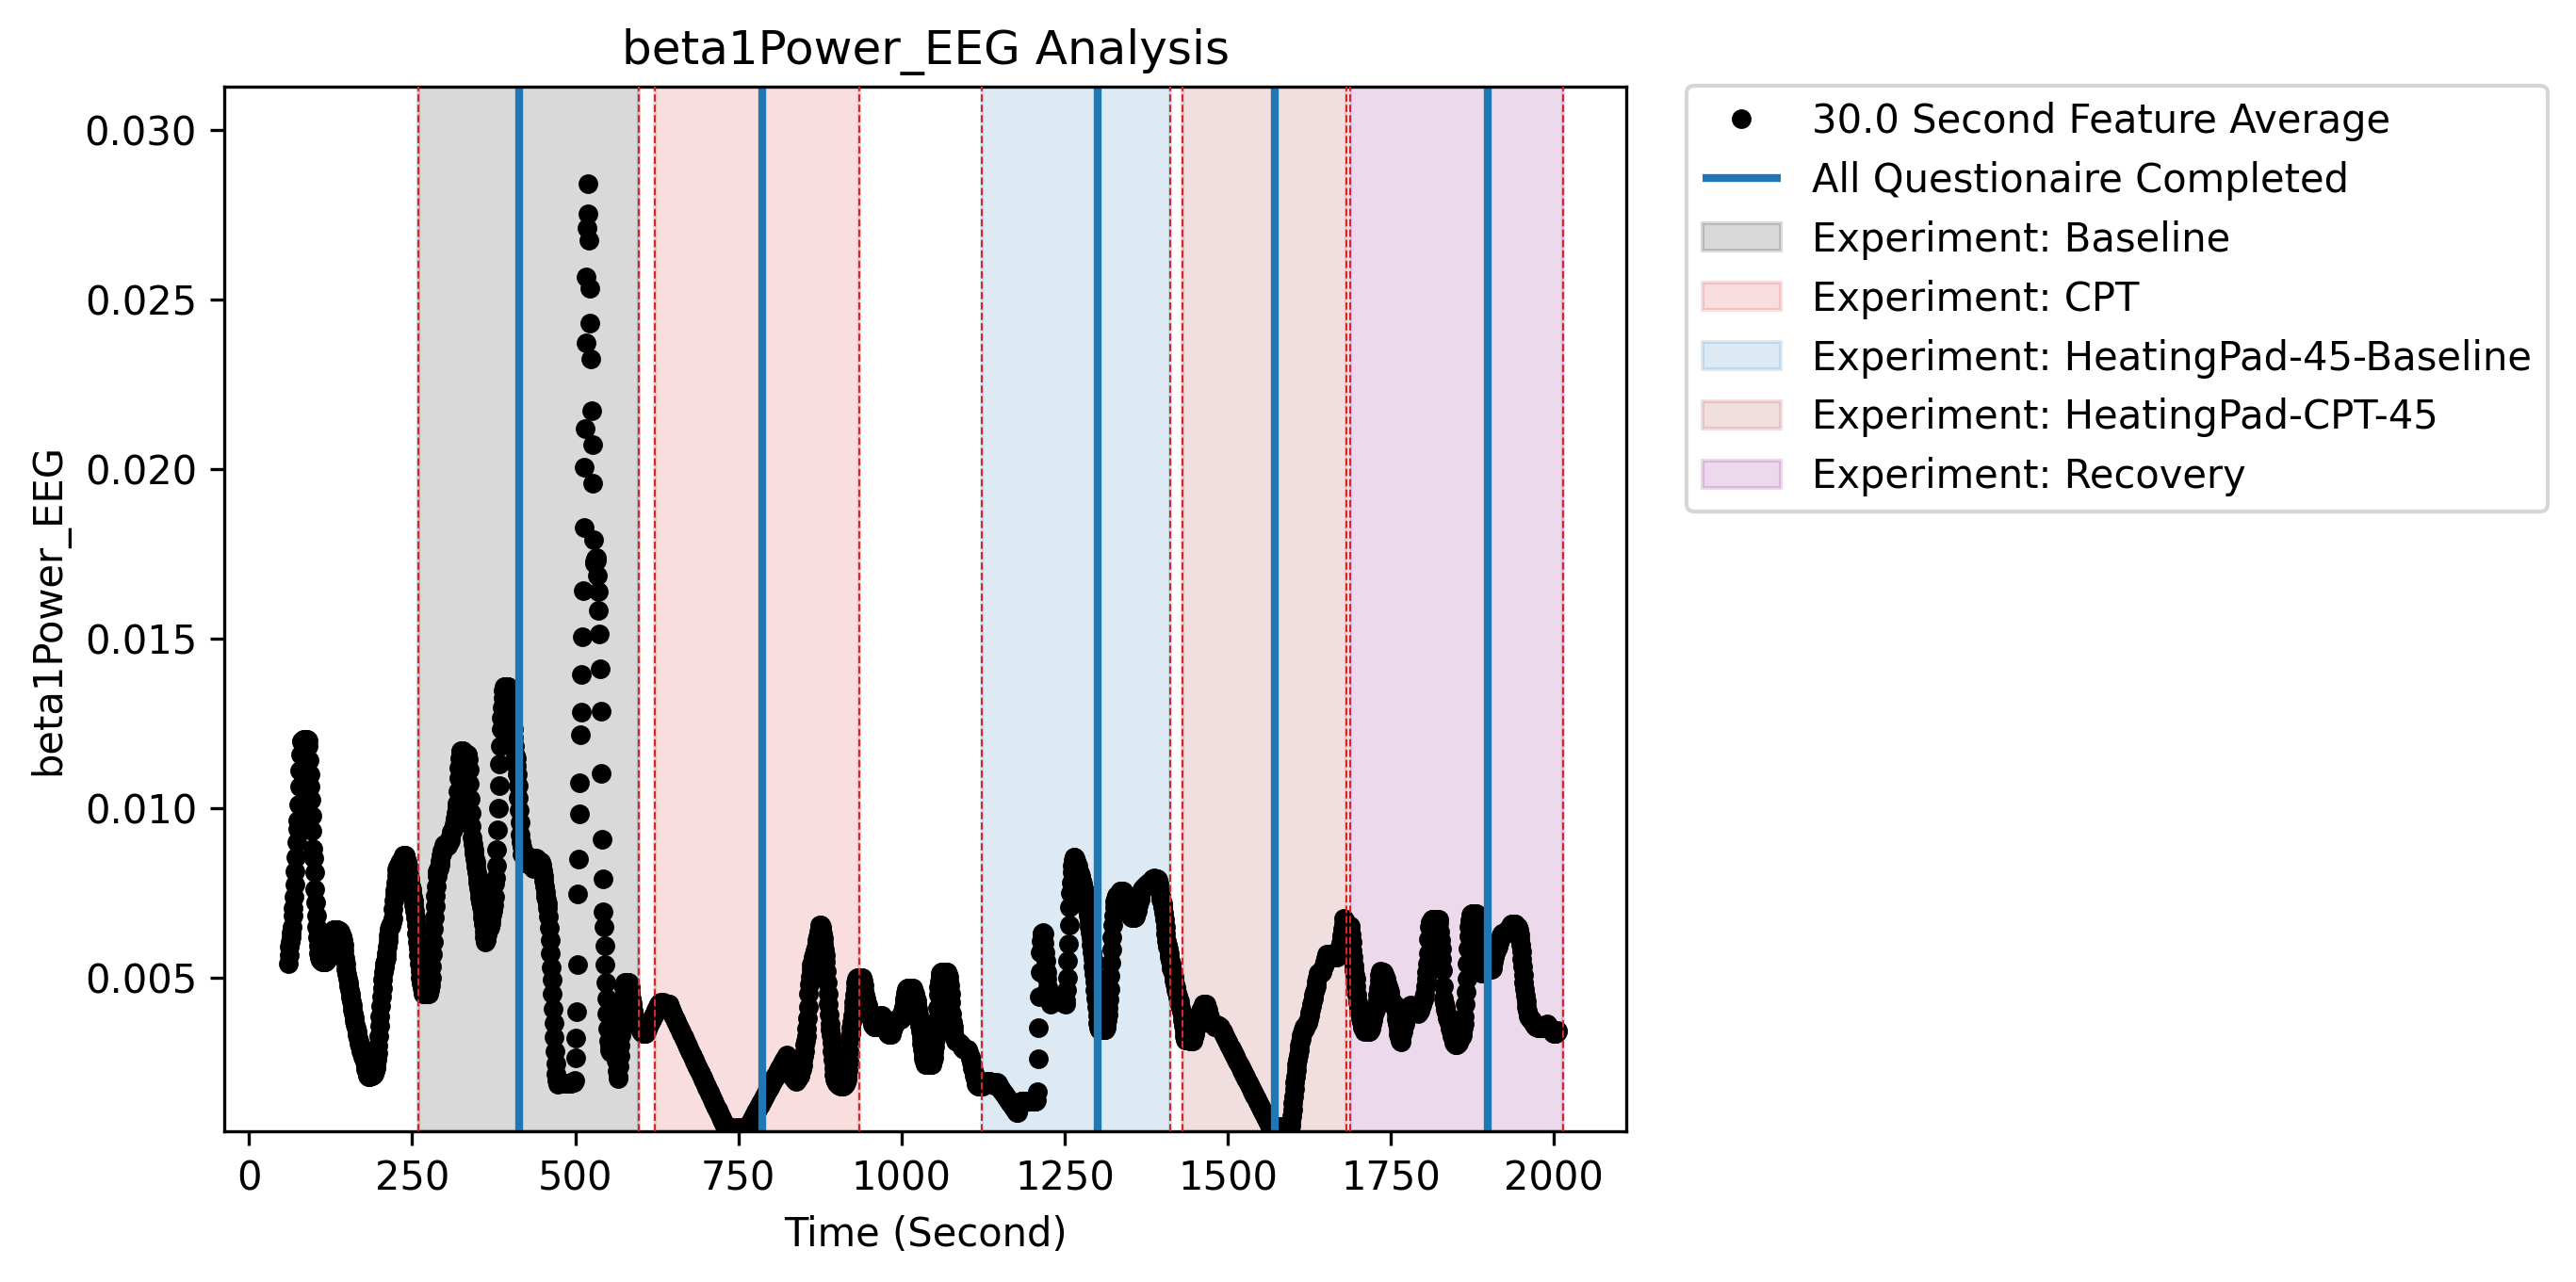 beta1Power_EEG Analysis
0.030
0.025
0.020
0.015
0.010
0.005
beta1Power_EEG
0 250 500 750 1000 1250 1500 1750 2000
Time (Second)
30.0 Second Feature Average
All Questionaire Completed
Experiment: Baseline
Experiment: CPT
Experiment: HeatingPad-45-Baseline
Experiment: HeatingPad-CPT-45
Experiment: Recovery